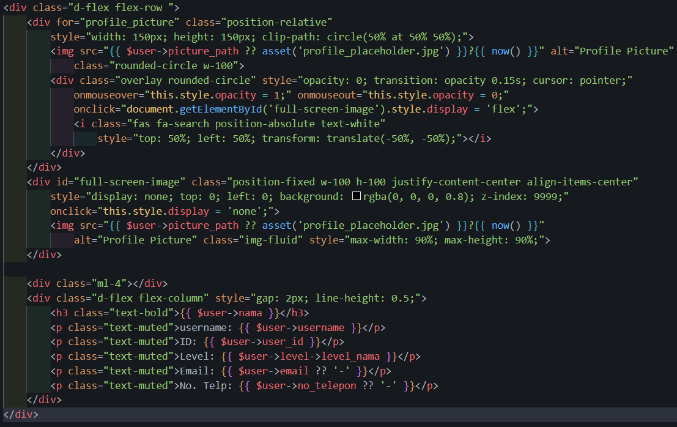 <div class="d-flex flex-row ">
<div for="profile_picture" class="position-relative"
style="width: 150px; height: 150px; clip-path: circle(50% at 50% 50%);">
<img src="{{ $user->picture_path ?? asset('profile_placeholder.jpg') }}?{{ now() }}" alt="Profile Picture"
class="rounded-circle w-100">
<div class="overlay rounded-circle" style="opacity: 0; transition: opacity 0.15s; cursor: pointer;"
onmouseover="this.style.opacity = 1;" onmouseout="this.style.opacity = 0;"
onclick="document.getElementById('full-screen-image').style.display = 'flex';">
<i class="fas fa-search position-absolute text-white"
style="top: 50%; left: 50%; transform: translate(-50%, -50%);"></i>
</div>
</div>
<div id="full-screen-image" class="position-fixed w-100 h-100 justify-content-center align-items-center"
style="display: none; top: 0; left: 0; background: rgba(0, 0, 0, 0.8); z-index: 9999;"
onclick="this.style.display = 'none';">
<img src="{{ $user->picture_path ?? asset('profile_placeholder.jpg') }}?{{ now() }}"
alt="Profile Picture" class="img-fluid" style="max-width: 90%; max-height: 90%;">
</div>
<div class="ml-4"></div>
<div class="d-flex flex-column" style="gap: 2px; line-height: 0.5;">
<h3 class="text-bold">{{ $user->nama }}</h3>
<p class="text-muted">username: {{ $user->username }}</p>
<p class="text-muted">ID: {{ $user->user_id }}</p>
<p class="text-muted">Level: {{ $user->level->level_nama }}</p>
<p class="text-muted">Email: {{ $user->email ?? '-' }}</p>
<p class="text-muted">No. Telp: {{ $user->no_telepon ?? '-' }}</p>
</div>
</div>